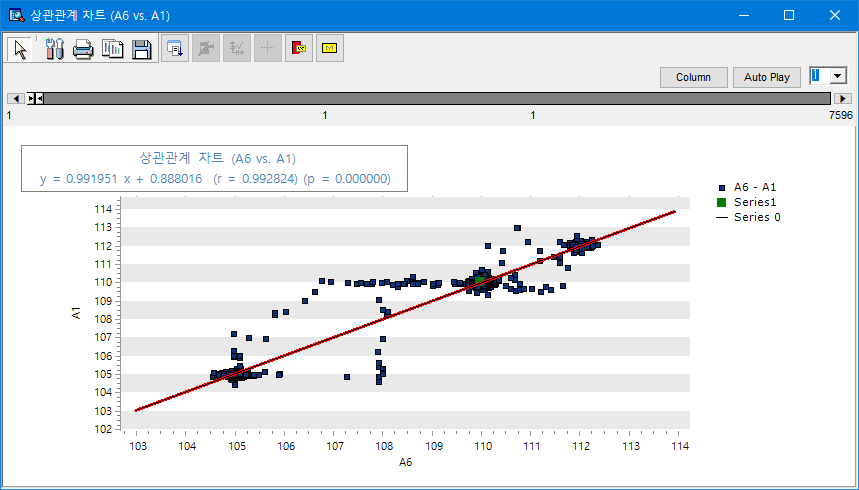 상관관계 차트 (A6 vs. A1)
Column
Auto Play
1
1
1
1
7596
상관관계 차트 (A6 vs. A1)
y = 0.991951 x + 0.888016 (r = 0.992824) (p = 0.000000)
A6 - A1
Series1
Series 0
114
113
112
111
110
109
108
107
106
105
104
103
102
A1
103 104 105 106 107 108 109 110 111 112 113 114
A6